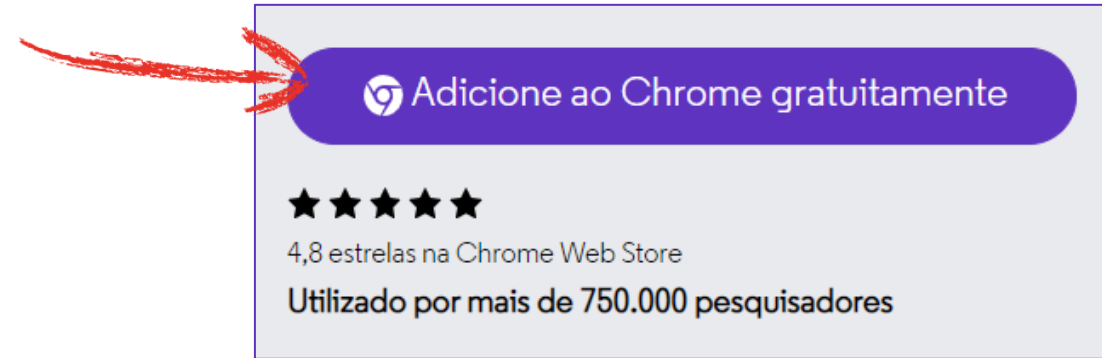 Adicione ao Chrome gratuitamente
4,8 estrelas na Chrome Web Store
Utilizado por mais de 750.000 pesquisadores